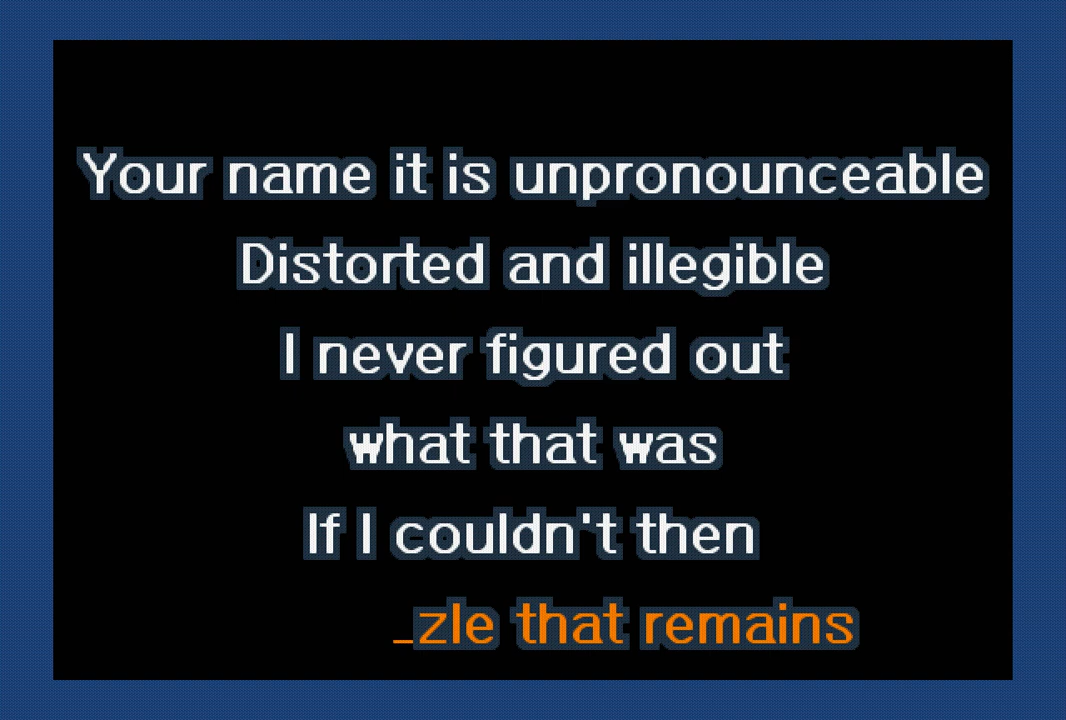 Your name it is unpronounceable
Distorted and illegible
I never figured out
what that was
If I couldn't then
_zle that remains